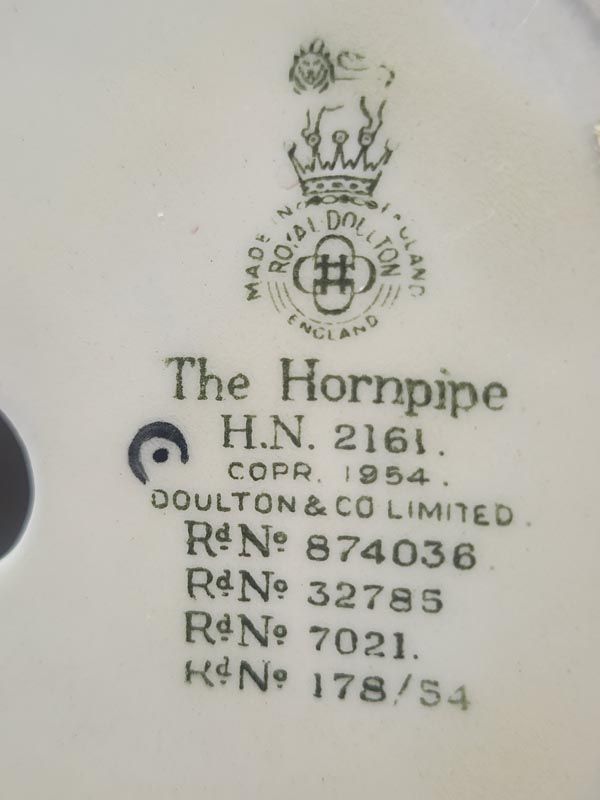 MADE IN ENGLAND
ROYAL DOULTON
ENGLAND
The Hornpipe
H.N. 2161.
COPR. 1954.
DOULTON & CO LIMITED.
Rd No 874036
Rd No 32785
Rd No 7021.
Rd No 178/54